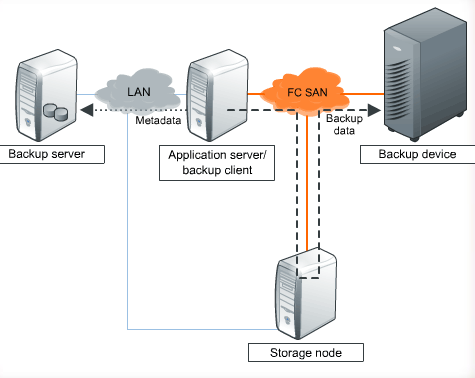 LAN
FC SAN
Metadata
Backup
data
Backup server
Application server/
backup client
Backup device
Storage node